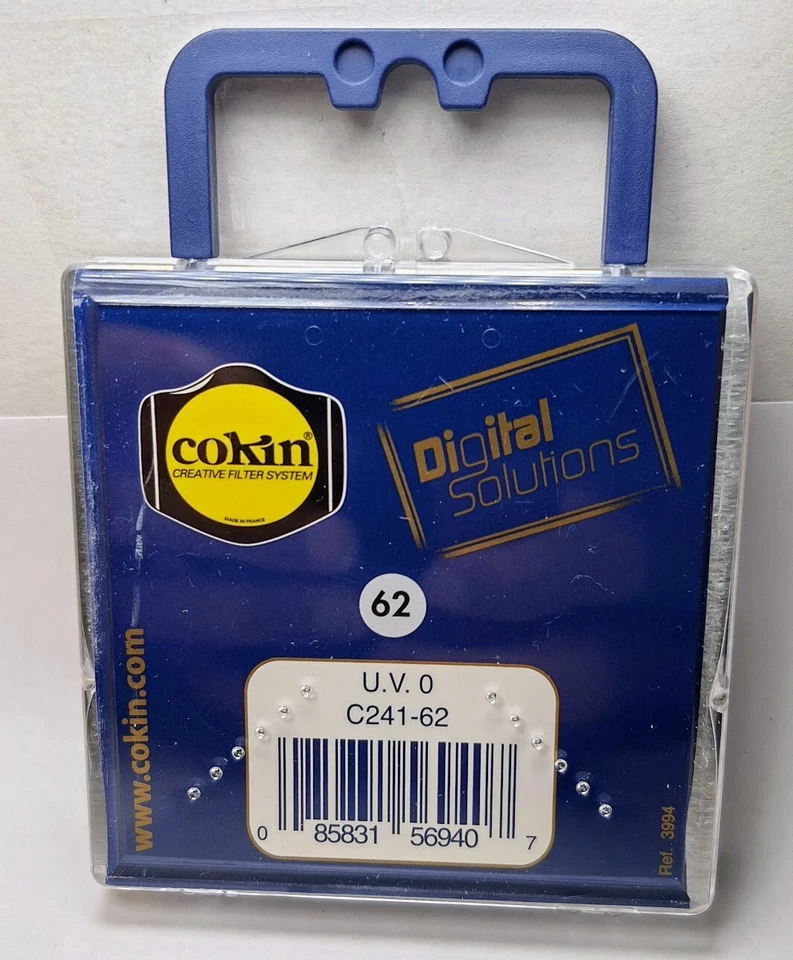 cokin®
CREATIVE FILTER SYSTEM
MADE IN FRANCE
Digital
Solutions
62
www.cokin.com
U.V. 0
C241-62
0 85831 56940 7
Ref. 3994